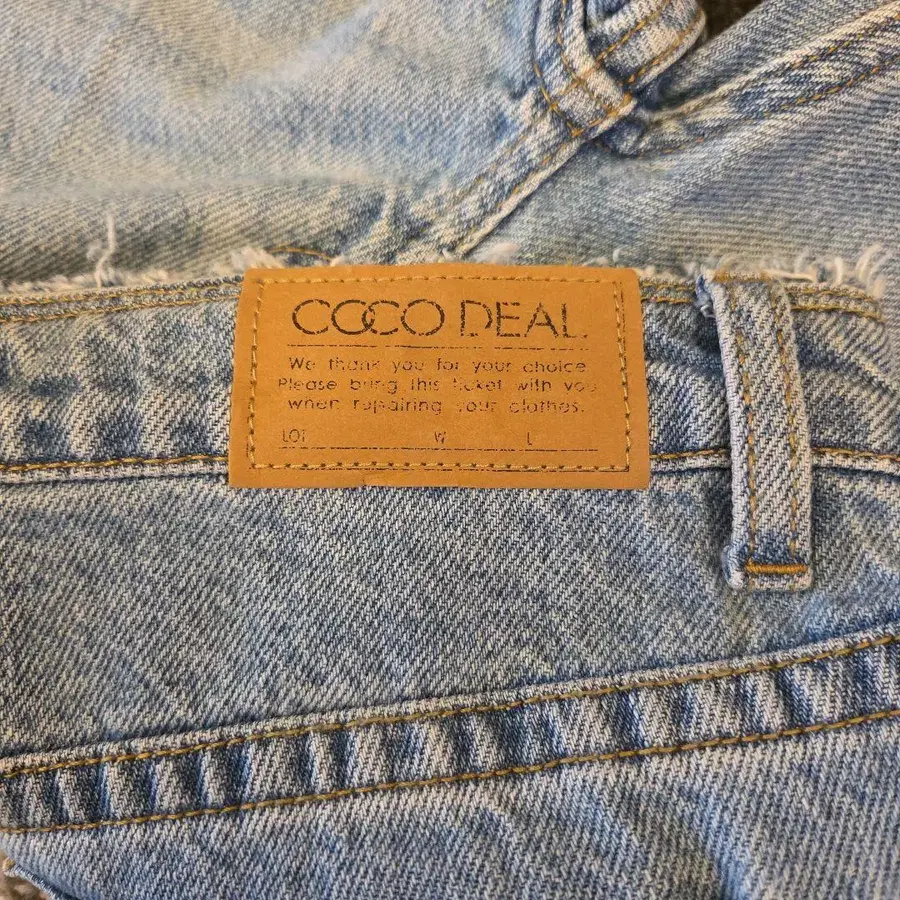 COCO DEAL.
We thank you for your choice
Please bring this ticket with you
when repairing your clothes.
LOT W L